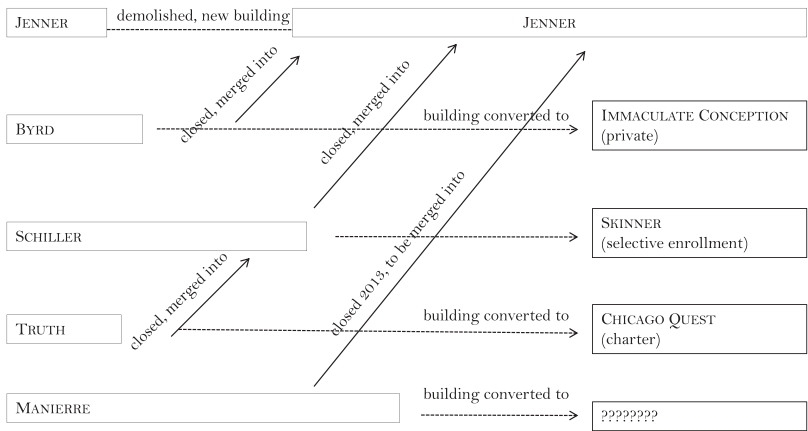 JENNER
demolished, new building
JENNER
closed, merged into
closed, merged into
BYRD
building converted to
IMMACULATE CONCEPTION
(private)
closed 2013, to be merged into
SCHILLER
SKINNER
(selective enrollment)
closed, merged into
TRUTH
building converted to
CHICAGO QUEST
(charter)
MANIERRE
building converted to
????????